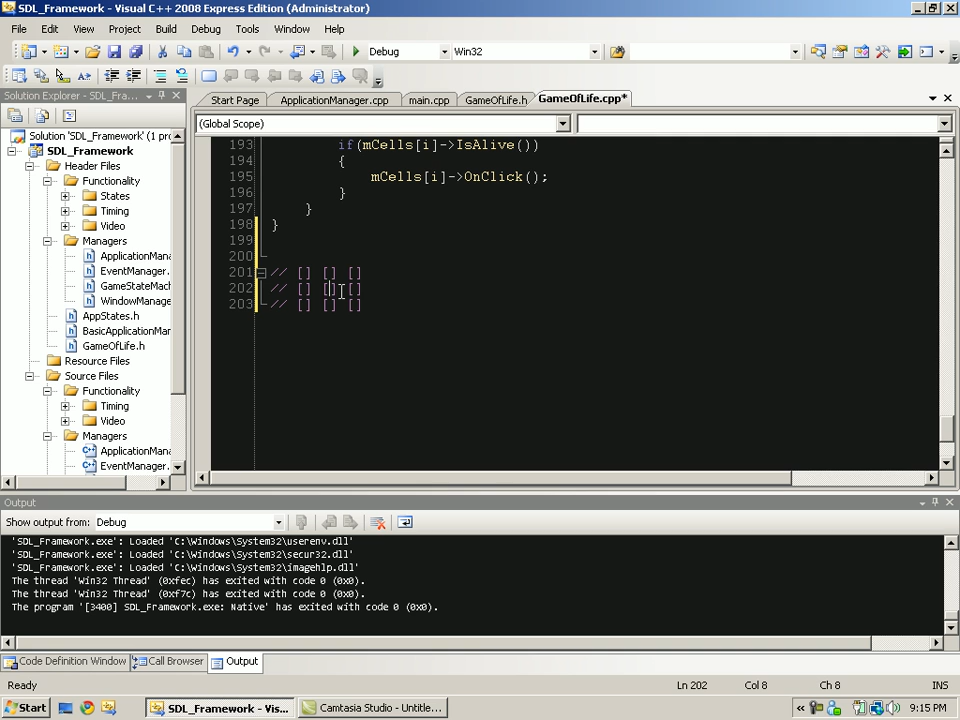 SDL_Framework - Visual C++ 2008 Express Edition (Administrator)
File Edit View Project Build Debug Tools Window Help
Debug Win32
Solution Explorer - SDL_Fra...
Start Page ApplicationManager.cpp main.cpp GameOfLife.h GameOfLife.cpp*
(Global Scope)
Solution 'SDL_Framework' (1 pro
SDL_Framework
Header Files
Functionality
States
Timing
Video
Managers
ApplicationMana
EventManager.
GameStateMach
WindowManage
AppStates.h
BasicApplicationMan
GameOfLife.h
Resource Files
Source Files
Functionality
Timing
Video
Managers
ApplicationMana
EventManager.
193 if(mCells[i]->IsAlive())
194 {
195 mCells[i]->OnClick();
196 }
197 }
198 }
199
200
201 // [] [] []
202 // [] [] []
203 // [] [] []
Output
Show output from: Debug
'SDL_Framework.exe': Loaded 'C:\Windows\System32\userenv.dll'
'SDL_Framework.exe': Loaded 'C:\Windows\System32\secur32.dll'
'SDL_Framework.exe': Loaded 'C:\Windows\System32\imagehlp.dll'
The thread 'Win32 Thread' (0xfec) has exited with code 0 (0x0).
The thread 'Win32 Thread' (0xf7c) has exited with code 0 (0x0).
The program '[3400] SDL_Framework.exe: Native' has exited with code 0 (0x0).
Code Definition Window Call Browser Output
Ready Ln 202 Col 8 Ch 8 INS
Start SDL_Framework - Vis... Camtasia Studio - Untitle... 9:15 PM